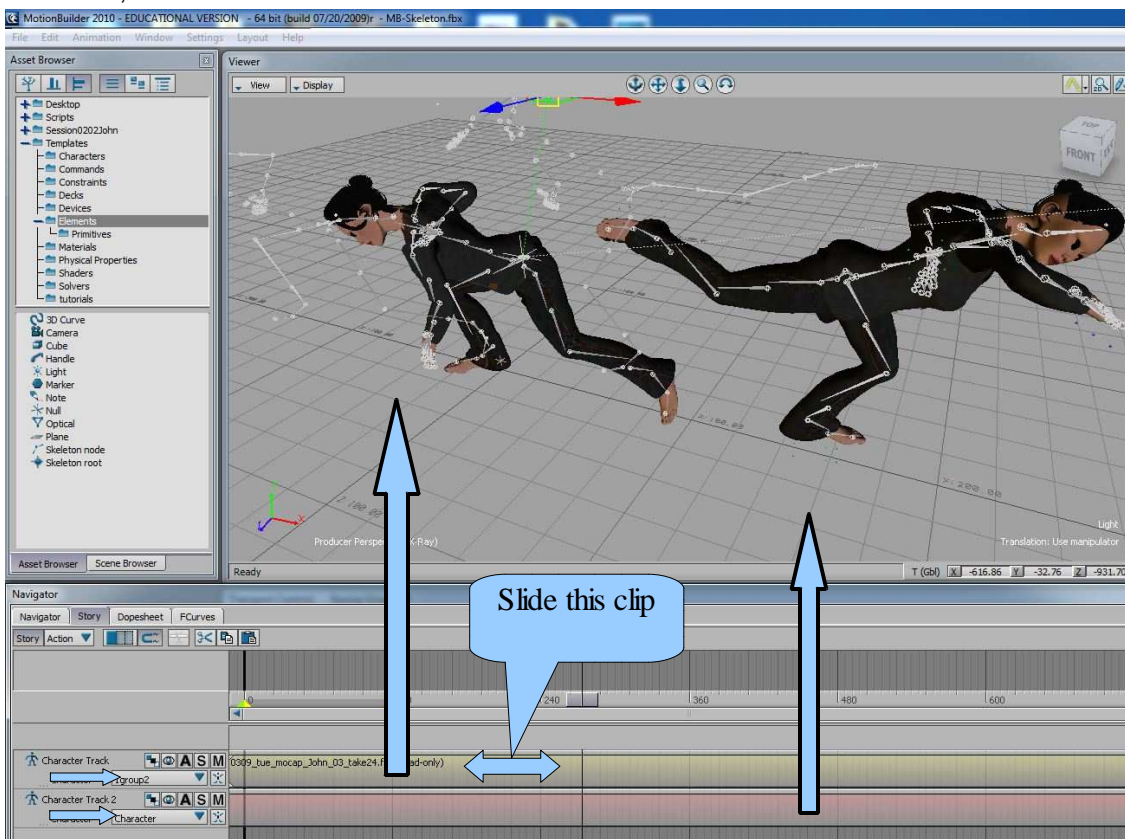 MotionBuilder 2010 - EDUCATIONAL VERSION - 64 bit (build 07/20/2009)r - MB-Skeleton.fbx
File Edit Animation Window Settings Layout Help
Asset Browser
Viewer
View Display
Desktop
Scripts
Session0202John
Templates
Characters
Commands
Constraints
Decks
Devices
Elements
Primitives
Materials
Physical Properties
Shaders
Solvers
tutorials
3D Curve
Camera
Cube
Handle
Light
Marker
Note
Null
Optical
Plane
Skeleton node
Skeleton root
TOP
FRONT
X:200.00
Light
Translation: Use manipulator
Asset Browser Scene Browser
Ready
T (Gbl) X -616.86 Y -32.76 Z -931.70
Navigator
Slide this clip
Navigator Story Dopesheet FCurves
Story Action
0 240 360 480 600
Character Track A S M
group2
Character Track 2 A S M
Character